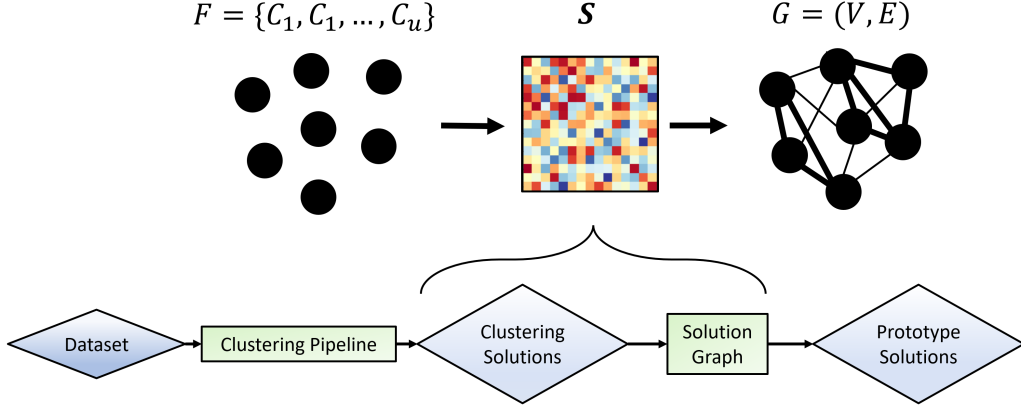 F = {C₁, C₁, …, Cᵤ}
S
G = (V, E)
Dataset
Clustering Pipeline
Clustering
Solutions
Solution
Graph
Prototype
Solutions